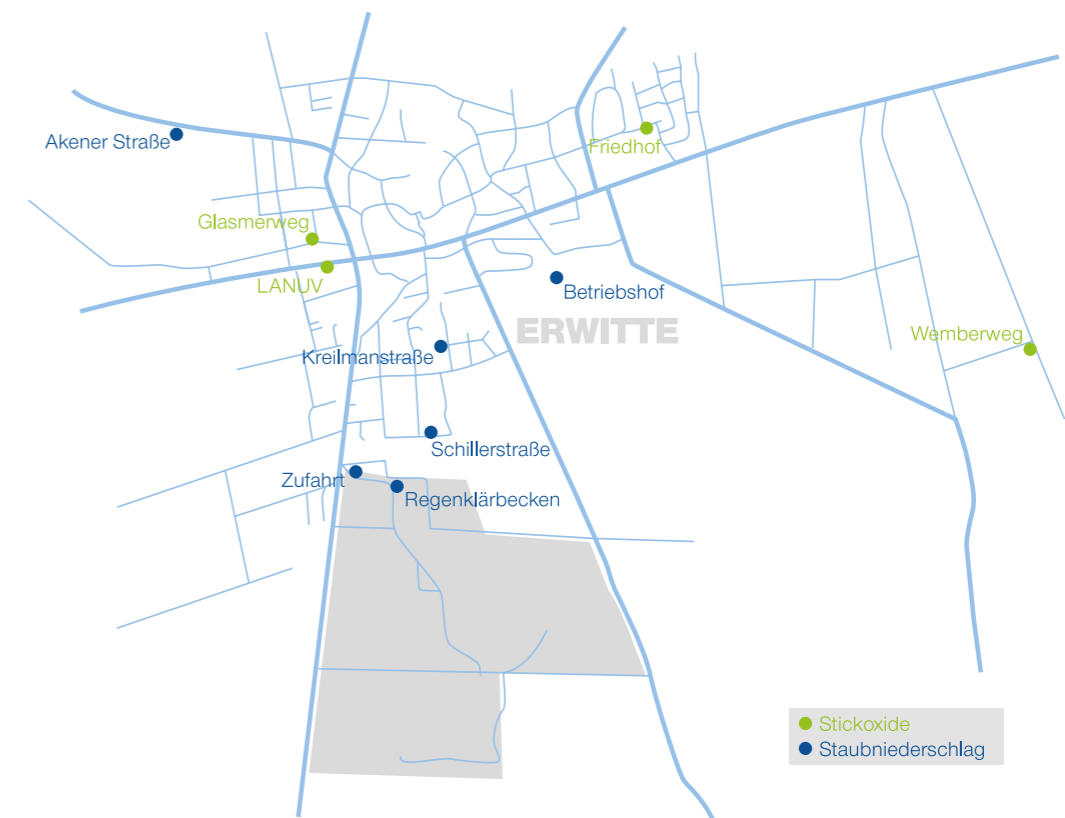 Akener Straße
Friedhof
Glasmerweg
LANUV
Betriebshof
ERWITTE
Wemberweg
Kreilmanstraße
Schillerstraße
Zufahrt
Regenklärbecken
Stickoxide
Staubniederschlag